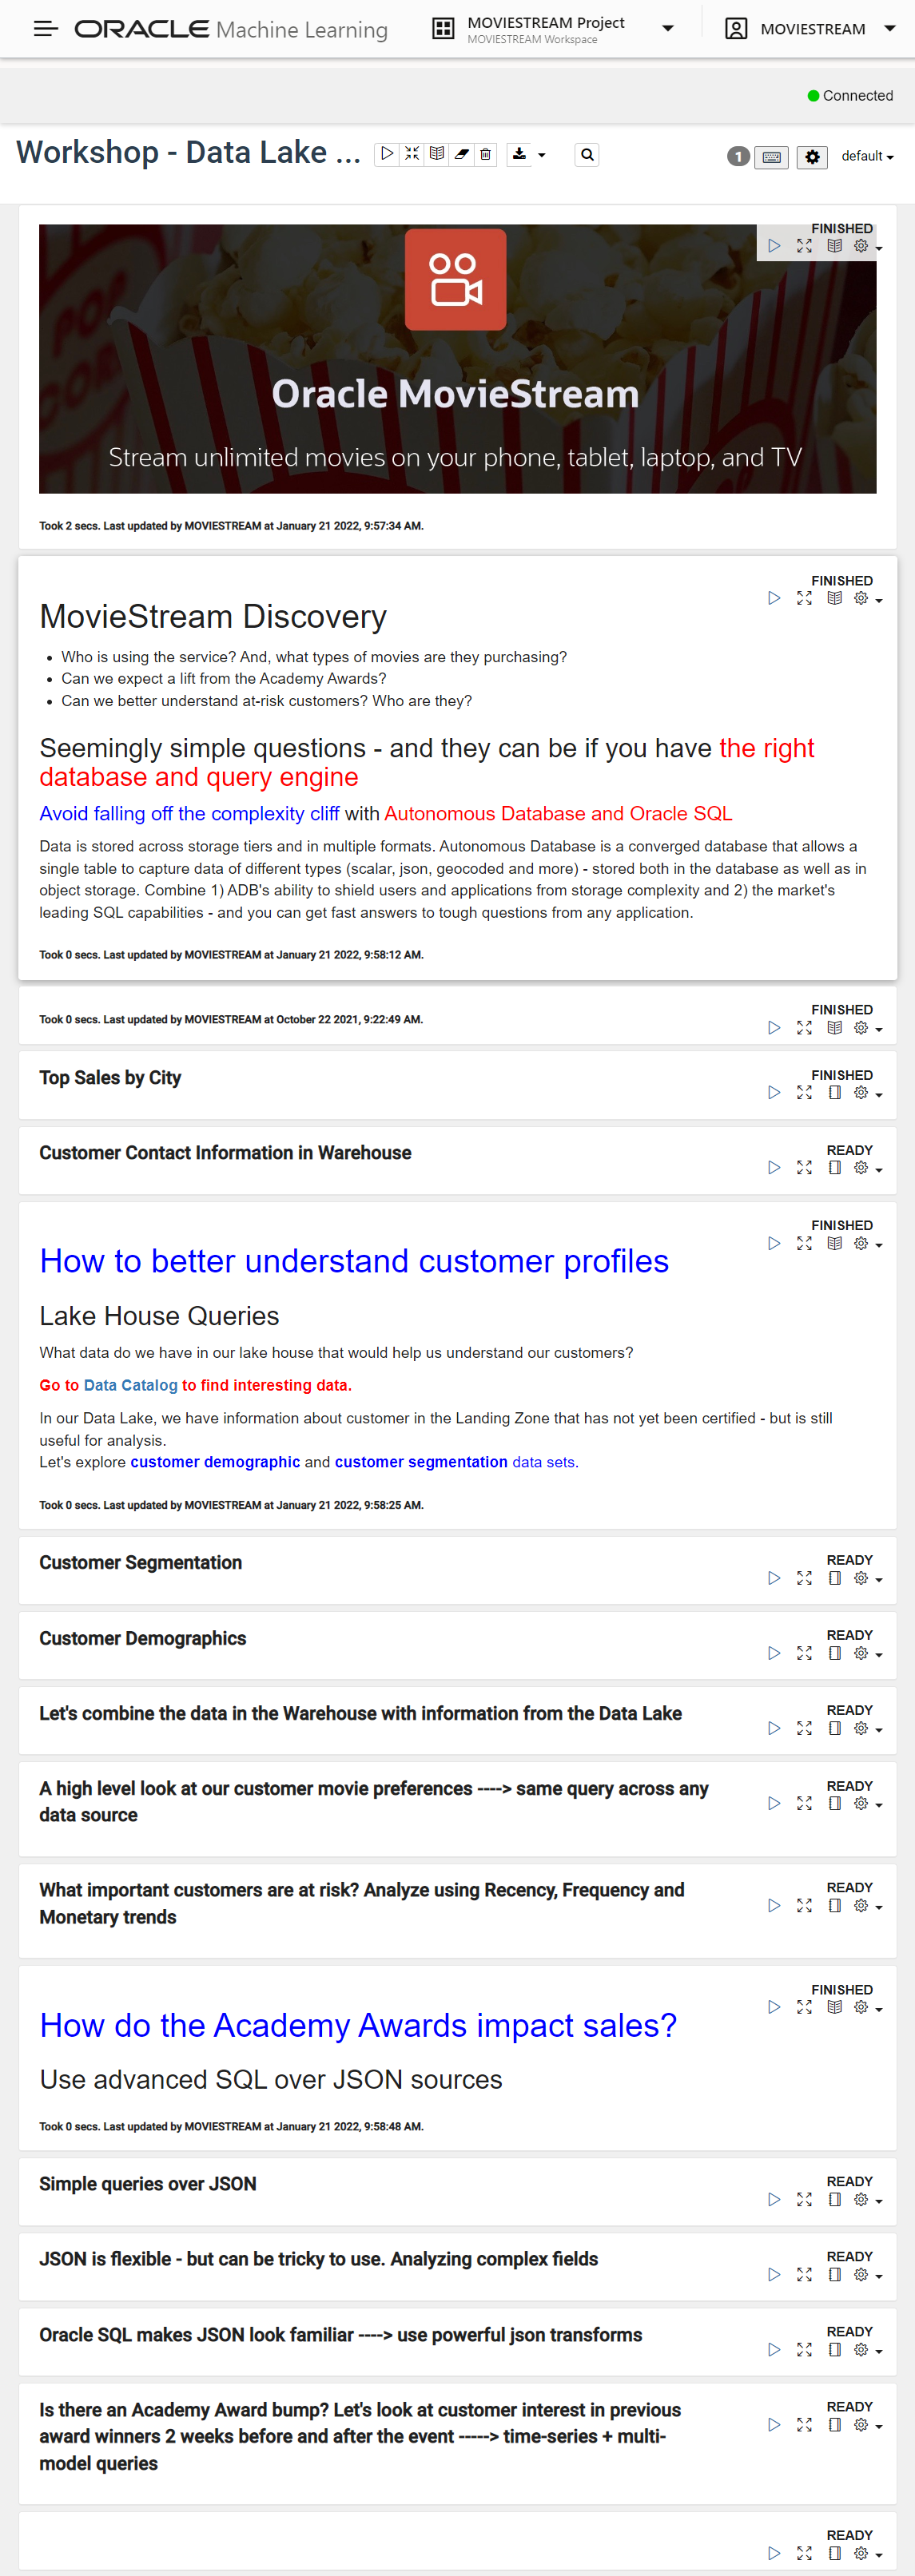 ORACLE Machine Learning
MOVIESTREAM Project
MOVIESTREAM Workspace
MOVIESTREAM
Connected
Workshop - Data Lake ...
1
default
FINISHED
Oracle MovieStream
Stream unlimited movies on your phone, tablet, laptop, and TV
Took 2 secs. Last updated by MOVIESTREAM at January 21 2022, 9:57:34 AM.
FINISHED
MovieStream Discovery
• Who is using the service? And, what types of movies are they purchasing?
• Can we expect a lift from the Academy Awards?
• Can we better understand at-risk customers? Who are they?
Seemingly simple questions - and they can be if you have the right
database and query engine
Avoid falling off the complexity cliff with Autonomous Database and Oracle SQL
Data is stored across storage tiers and in multiple formats. Autonomous Database is a converged database that allows a
single table to capture data of different types (scalar, json, geocoded and more) - stored both in the database as well as in
object storage. Combine 1) ADB's ability to shield users and applications from storage complexity and 2) the market's
leading SQL capabilities - and you can get fast answers to tough questions from any application.
Took 0 secs. Last updated by MOVIESTREAM at January 21 2022, 9:58:12 AM.
FINISHED
Took 0 secs. Last updated by MOVIESTREAM at October 22 2021, 9:22:49 AM.
FINISHED
Top Sales by City
READY
Customer Contact Information in Warehouse
FINISHED
How to better understand customer profiles
Lake House Queries
What data do we have in our lake house that would help us understand our customers?
Go to Data Catalog to find interesting data.
In our Data Lake, we have information about customer in the Landing Zone that has not yet been certified - but is still
useful for analysis.
Let's explore customer demographic and customer segmentation data sets.
Took 0 secs. Last updated by MOVIESTREAM at January 21 2022, 9:58:25 AM.
READY
Customer Segmentation
READY
Customer Demographics
READY
Let's combine the data in the Warehouse with information from the Data Lake
READY
A high level look at our customer movie preferences ----> same query across any
data source
READY
What important customers are at risk? Analyze using Recency, Frequency and
Monetary trends
FINISHED
How do the Academy Awards impact sales?
Use advanced SQL over JSON sources
Took 0 secs. Last updated by MOVIESTREAM at January 21 2022, 9:58:48 AM.
READY
Simple queries over JSON
READY
JSON is flexible - but can be tricky to use. Analyzing complex fields
READY
Oracle SQL makes JSON look familiar ----> use powerful json transforms
READY
Is there an Academy Award bump? Let's look at customer interest in previous
award winners 2 weeks before and after the event -----> time-series + multi-
model queries
READY